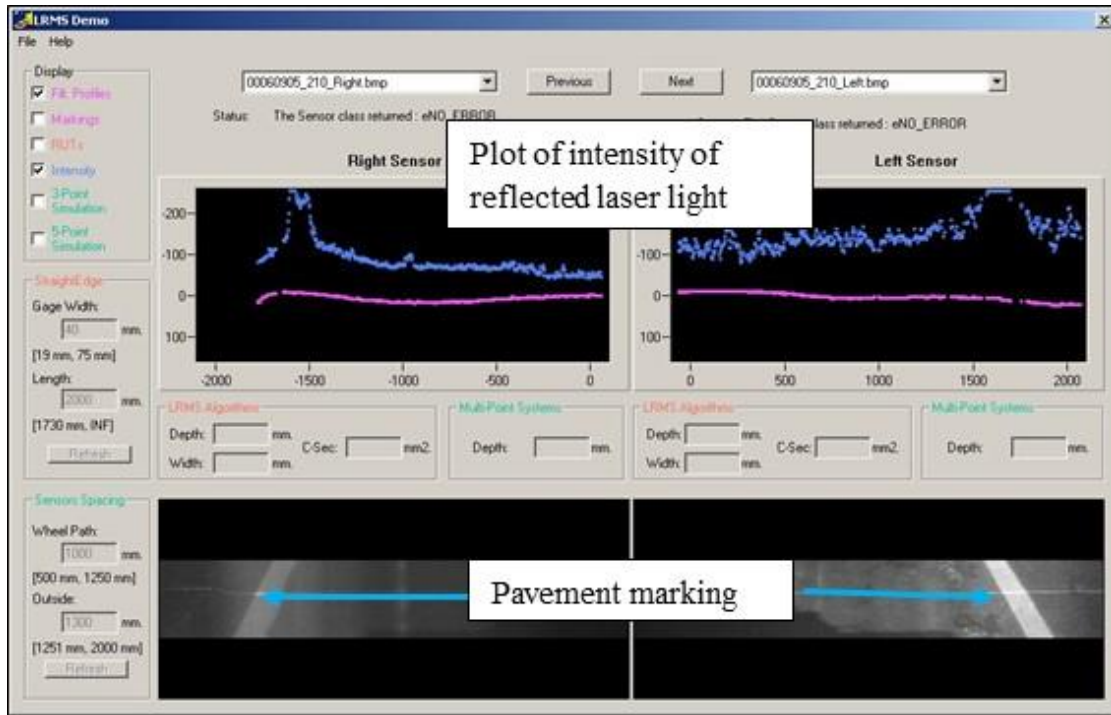 LRMS Demo
File Help
Display
Filt. Profiles
Markings
RUTs
Intensity
3-Point
Simulation
5-Point
Simulation
00060905_210_Right.bmp
Previous
Next
00060905_210_Left.bmp
Status: The Sensor class returned : eNO_ERROR
class returned : eNO_ERROR
Right Sensor
Left Sensor
Plot of intensity of
reflected laser light
-200
-100
0
100
-2000 -1500 -1000 -500 0
-100
0
100
0 500 1000 1500 2000
StraightEdge
Gage Width:
40 mm.
[19 mm, 75 mm]
Length:
2000 mm.
[1730 mm, INF]
Refresh
LRMS Algorithms
Depth: mm.
Width: mm.
C-Sec: mm2.
Multi-Point Systems
Depth: mm.
LRMS Algorithms
Depth: mm.
Width: mm.
C-Sec: mm2.
Multi-Point Systems
Depth: mm.
Sensors Spacing
Wheel Path:
1000 mm.
[500 mm, 1250 mm]
Outside:
1300 mm.
[1251 mm, 2000 mm]
Refresh
Pavement marking